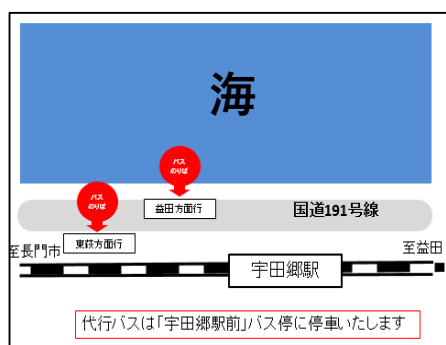 海
バス
のりば
バス
のりば
益田方面行
国道191号線
東萩方面行
至長門市
至益田
宇田郷駅
代行バスは「宇田郷駅前」バス停に停車いたします